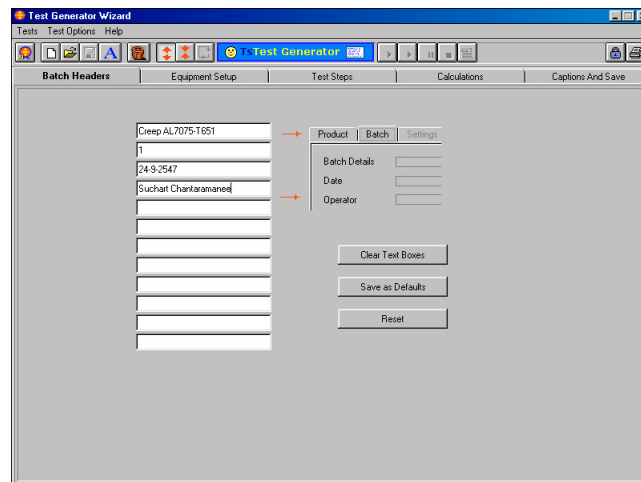 Test Generator Wizard
Tests Test Options Help
A TsTest Generator
Batch Headers Equipment Setup Test Steps Calculations Captions And Save
Creep AL7075-T651
1
24-9-2547
Suchart Chantaramanee
Product Batch Settings
Batch Details
Date
Operator
Clear Text Boxes
Save as Defaults
Reset